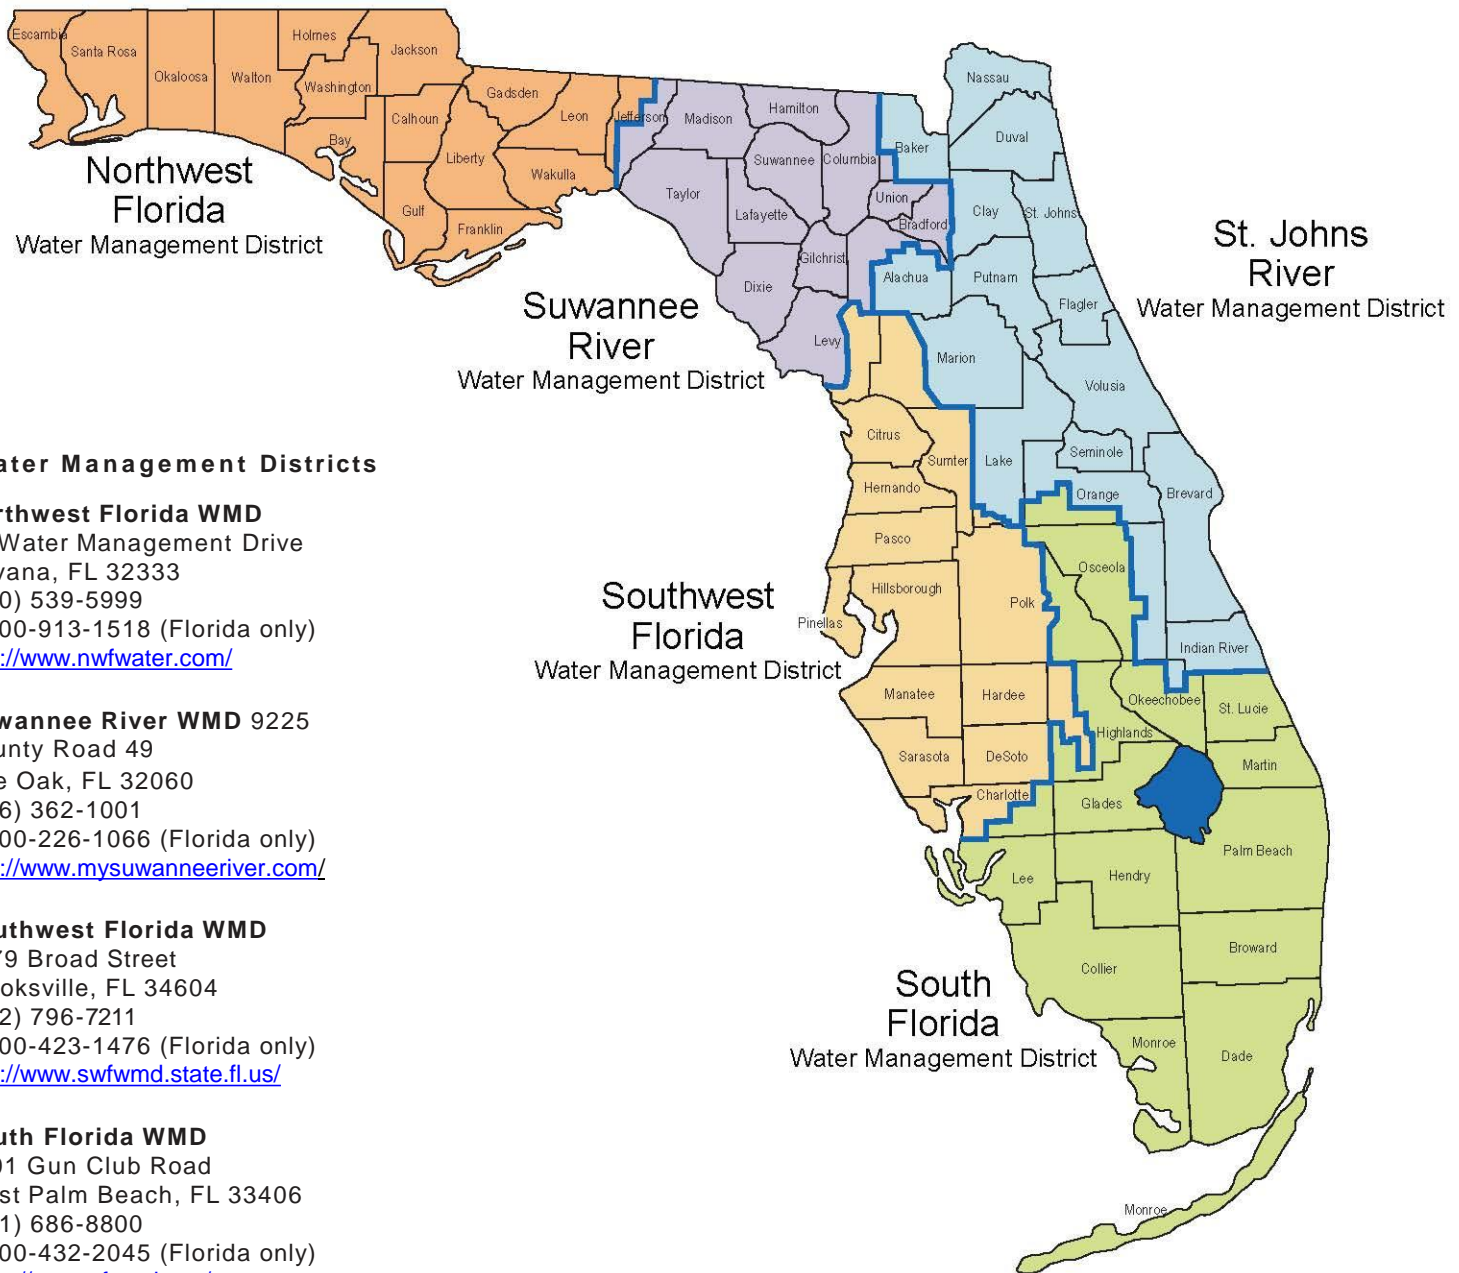 Escambia
Santa Rosa
Okaloosa
Walton
Holmes
Washington
Jackson
Bay
Calhoun
Gulf
Liberty
Gadsden
Franklin
Leon
Wakulla
Jefferson
Northwest
Florida
Water Management District
Madison
Hamilton
Taylor
Suwannee
Columbia
Lafayette
Union
Bradford
Gilchrist
Dixie
Levy
Alachua
Suwannee
River
Water Management District
Nassau
Duval
Baker
Clay
St. Johns
Putnam
Flagler
Marion
Volusia
Lake
Seminole
Orange
Brevard
Indian River
St. Johns
River
Water Management District
Citrus
Sumter
Hernando
Pasco
Hillsborough
Pinellas
Polk
Manatee
Hardee
Sarasota
DeSoto
Charlotte
Southwest
Florida
Water Management District
Osceola
Okeechobee
St. Lucie
Highlands
Martin
Glades
Palm Beach
Lee
Hendry
Broward
Collier
Monroe
Dade
Monroe
South
Florida
Water Management District
ater Management Districts
rthwest Florida WMD
Water Management Drive
vana, FL 32333
0) 539-5999
00-913-1518 (Florida only)
://www.nwfwater.com/
wannee River WMD 9225
unty Road 49
e Oak, FL 32060
6) 362-1001
00-226-1066 (Florida only)
://www.mysuwanneeriver.com/
uthwest Florida WMD
79 Broad Street
ooksville, FL 34604
2) 796-7211
00-423-1476 (Florida only)
://www.swfwmd.state.fl.us/
uth Florida WMD
01 Gun Club Road
st Palm Beach, FL 33406
1) 686-8800
00-432-2045 (Florida only)